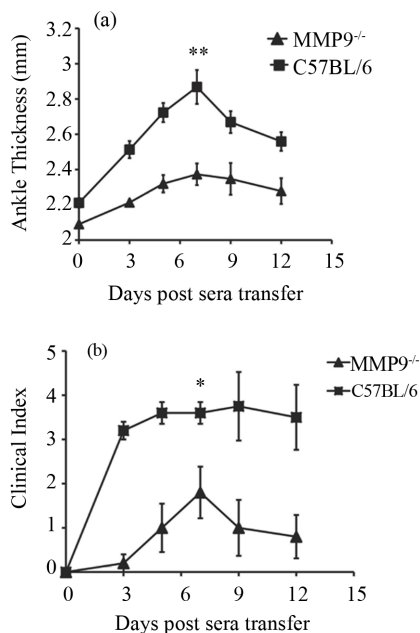 (a)
MMP9-/-
C57BL/6
**
Ankle Thickness (mm)
3.2
3
2.8
2.6
2.4
2.2
2
0 3 6 9 12 15
Days post sera transfer
(b)
MMP9-/-
C57BL/6
*
Clinical Index
5
4
3
2
1
0
0 3 6 9 12 15
Days post sera transfer